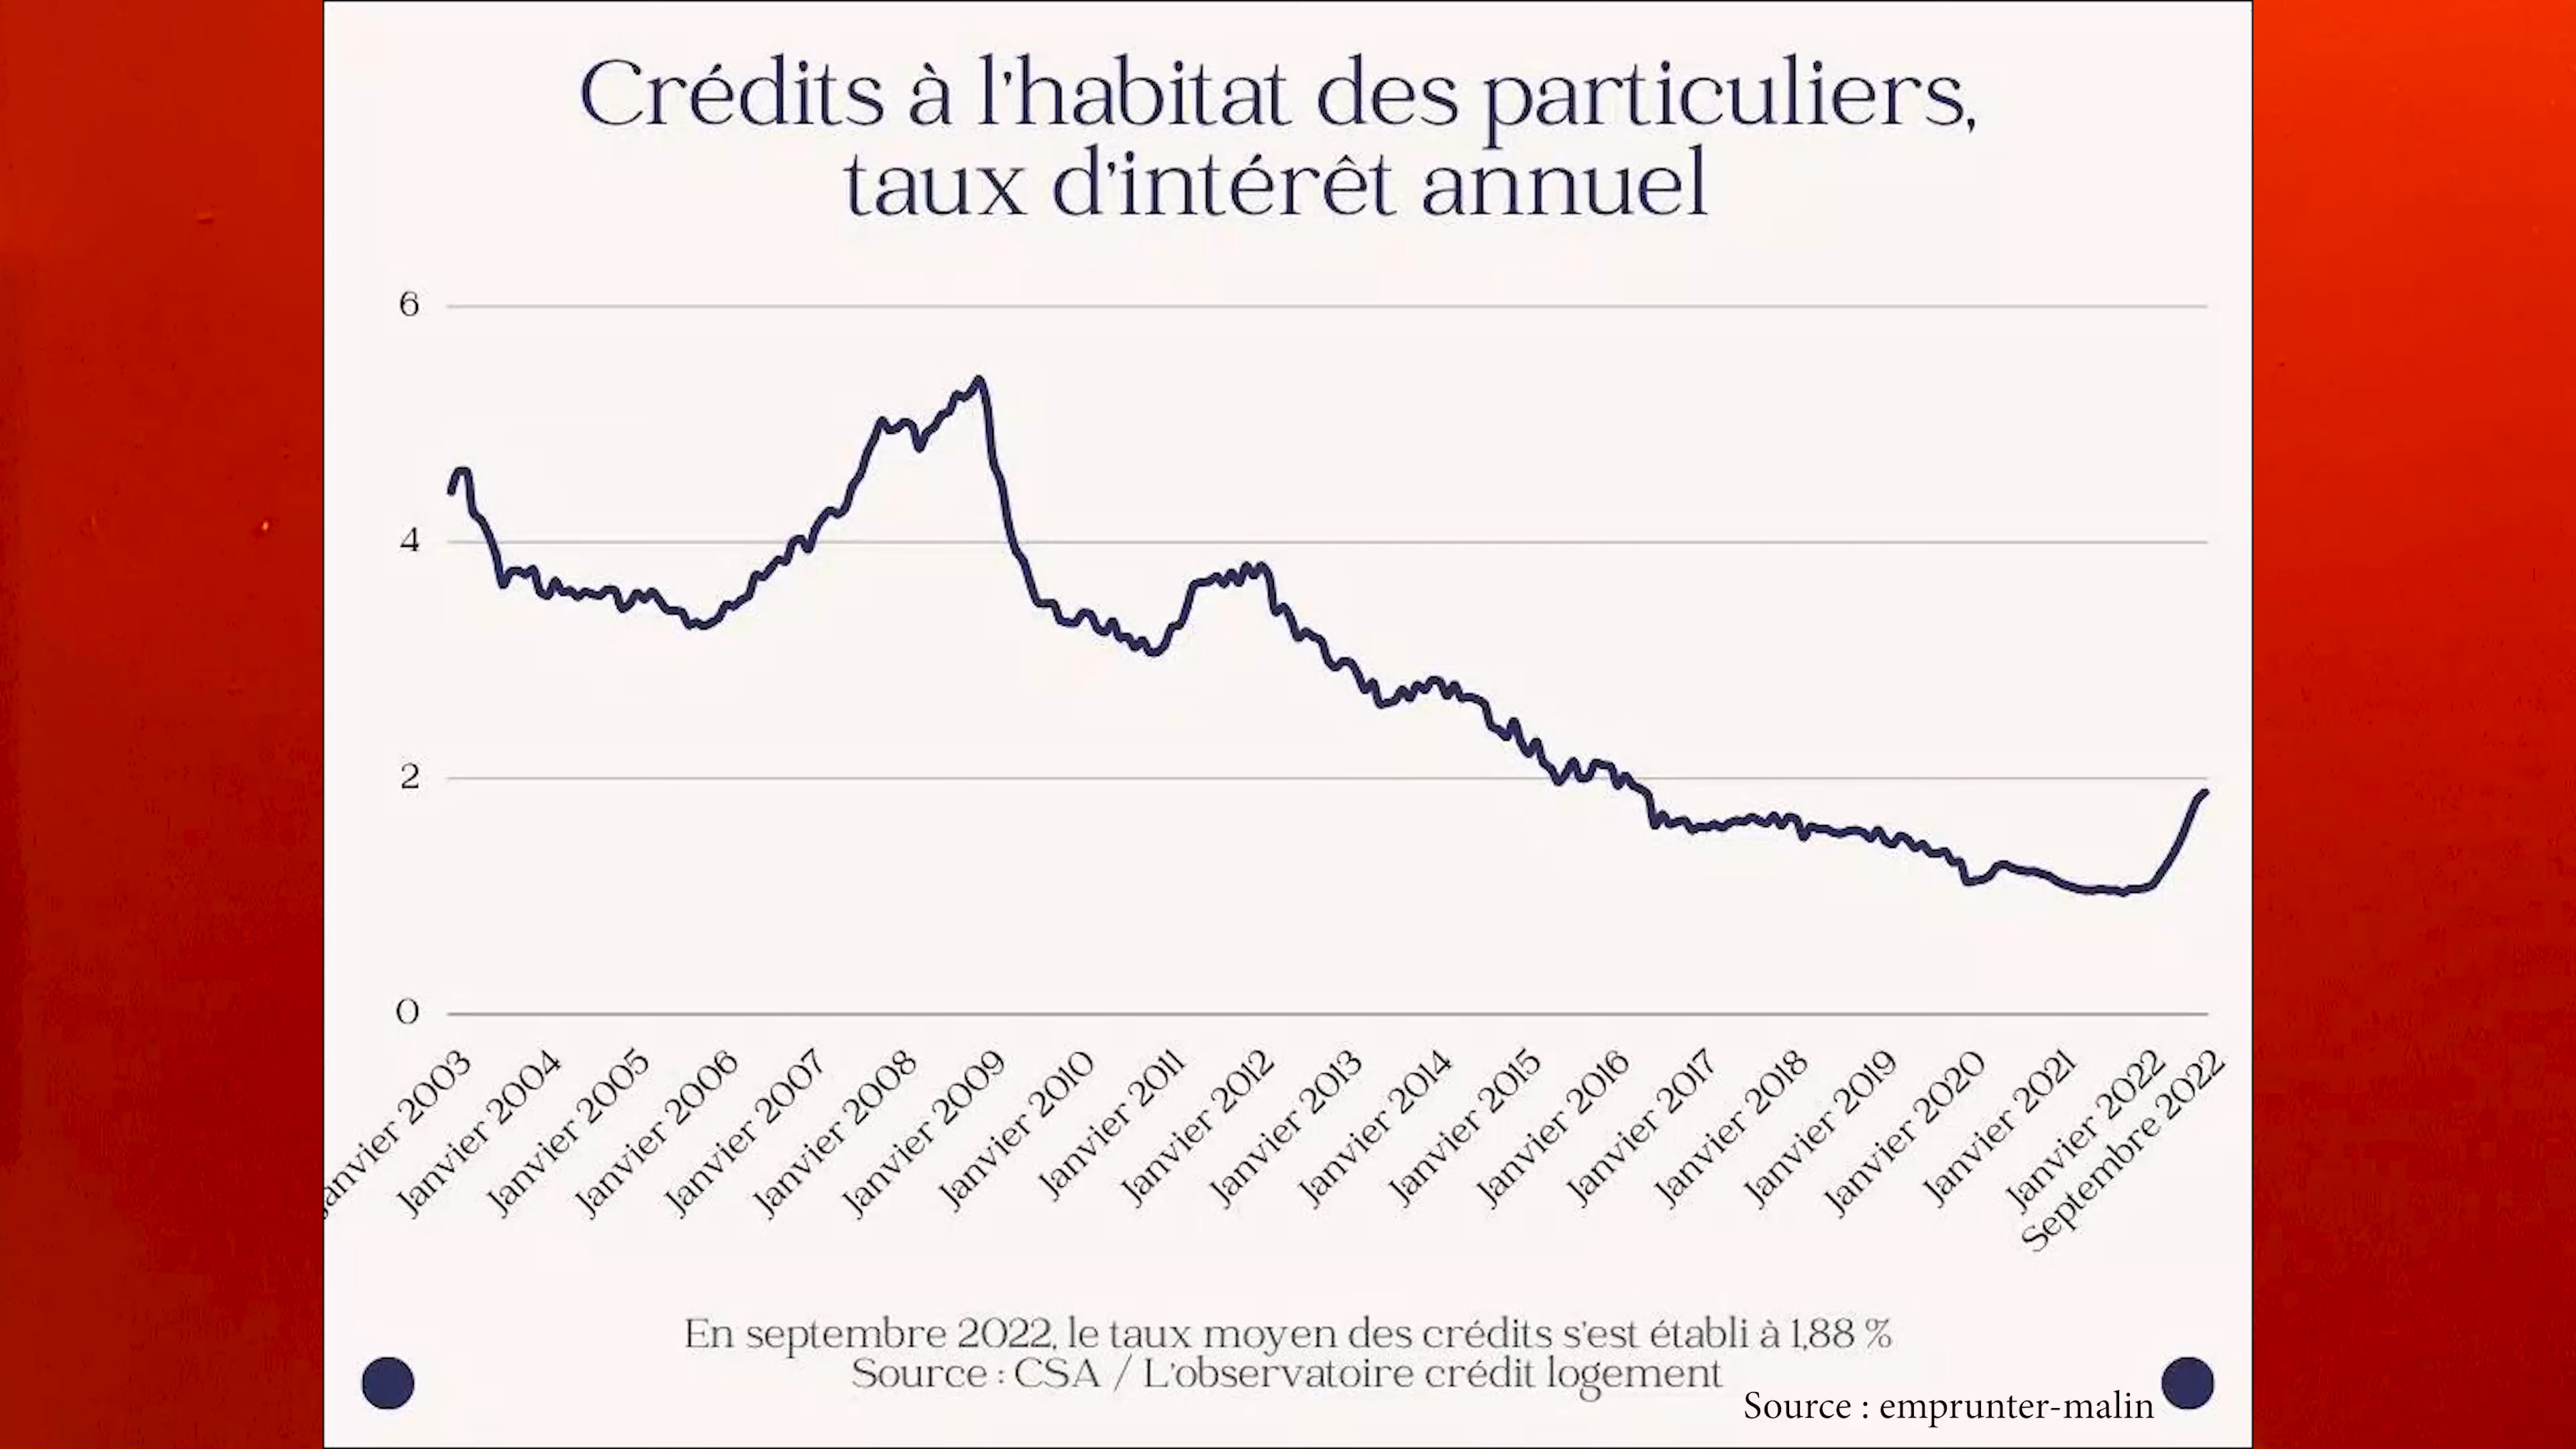 Crédits à l'habitat des particuliers,
taux d'intérêt annuel
6
4
2
0
anvier 2003
Janvier 2004
Janvier 2005
Janvier 2006
Janvier 2007
Janvier 2008
Janvier 2009
Janvier 2010
Janvier 2011
Janvier 2012
Janvier 2013
Janvier 2014
Janvier 2015
Janvier 2016
Janvier 2017
Janvier 2018
Janvier 2019
Janvier 2020
Janvier 2021
Janvier 2022
Septembre 2022
En septembre 2022, le taux moyen des crédits s'est établi à 1,88 %
Source : CSA / L'observatoire crédit logement
Source : emprunter-malin